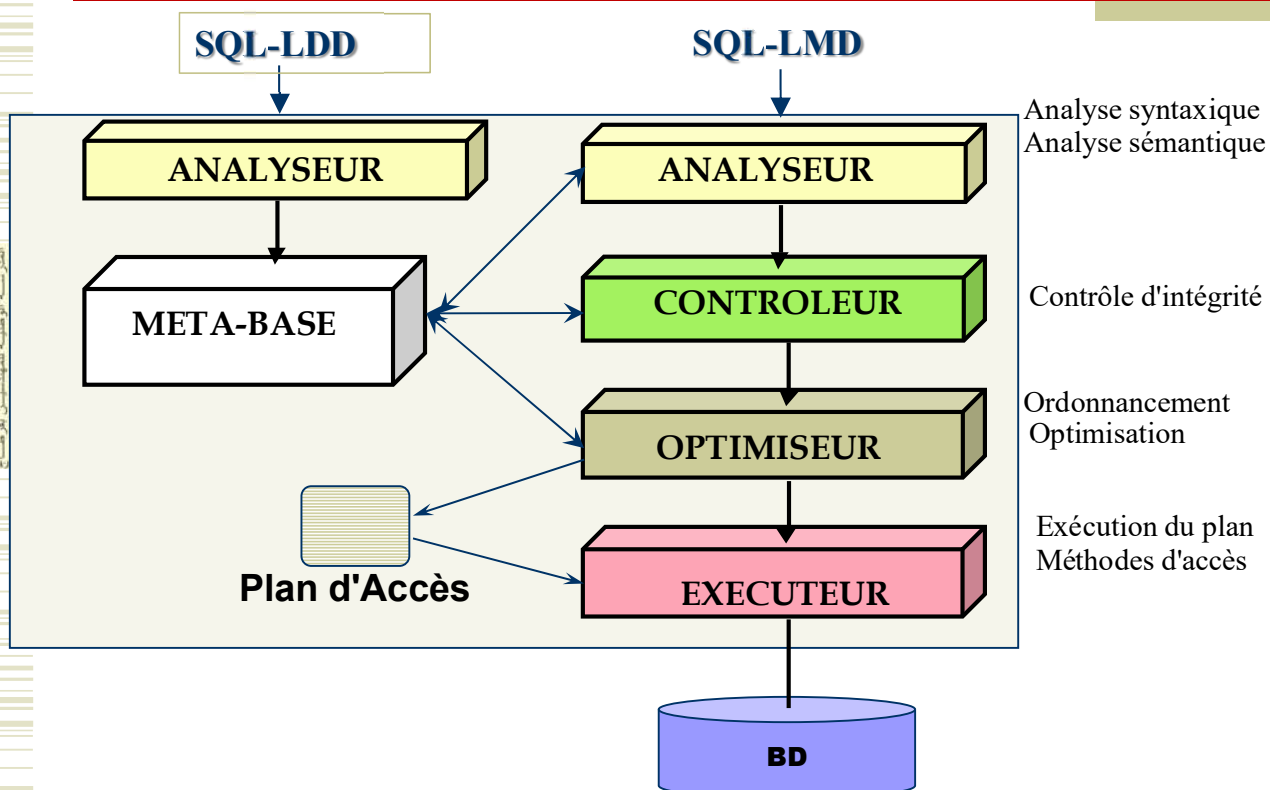 SQL-LDD
SQL-LMD
Analyse syntaxique
Analyse sémantique
ANALYSEUR
ANALYSEUR
META-BASE
CONTROLEUR
Contrôle d'intégrité
Ordonnancement
Optimisation
OPTIMISEUR
Plan d'Accès
Exécution du plan
Méthodes d'accès
EXECUTEUR
BD